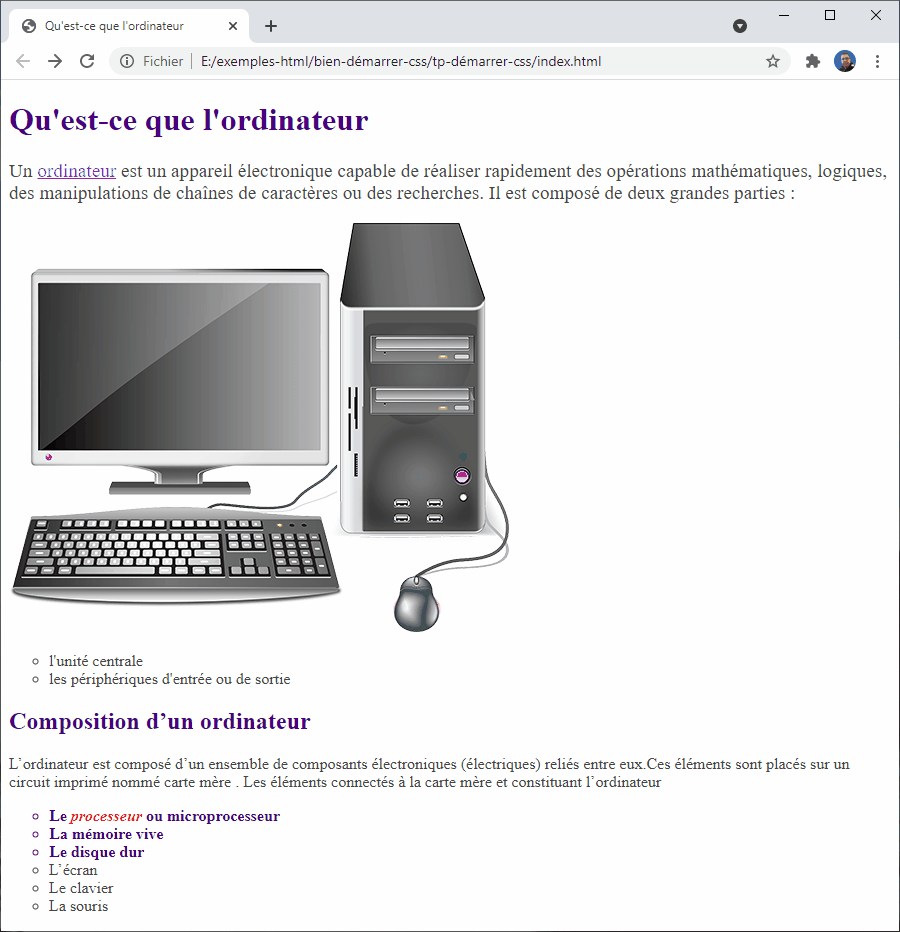 Qu'est-ce que l'ordinateur
Fichier | E:/exemples-html/bien-démarrer-css/tp-démarrer-css/index.html
Qu'est-ce que l'ordinateur
Un ordinateur est un appareil électronique capable de réaliser rapidement des opérations mathématiques, logiques,
des manipulations de chaînes de caractères ou des recherches. Il est composé de deux grandes parties :
l'unité centrale
les périphériques d'entrée ou de sortie
Composition d’un ordinateur
L’ordinateur est composé d’un ensemble de composants électroniques (électriques) reliés entre eux.Ces éléments sont placés sur un
circuit imprimé nommé carte mère . Les éléments connectés à la carte mère et constituant l’ordinateur
Le processeur ou microprocesseur
La mémoire vive
Le disque dur
L’écran
Le clavier
La souris